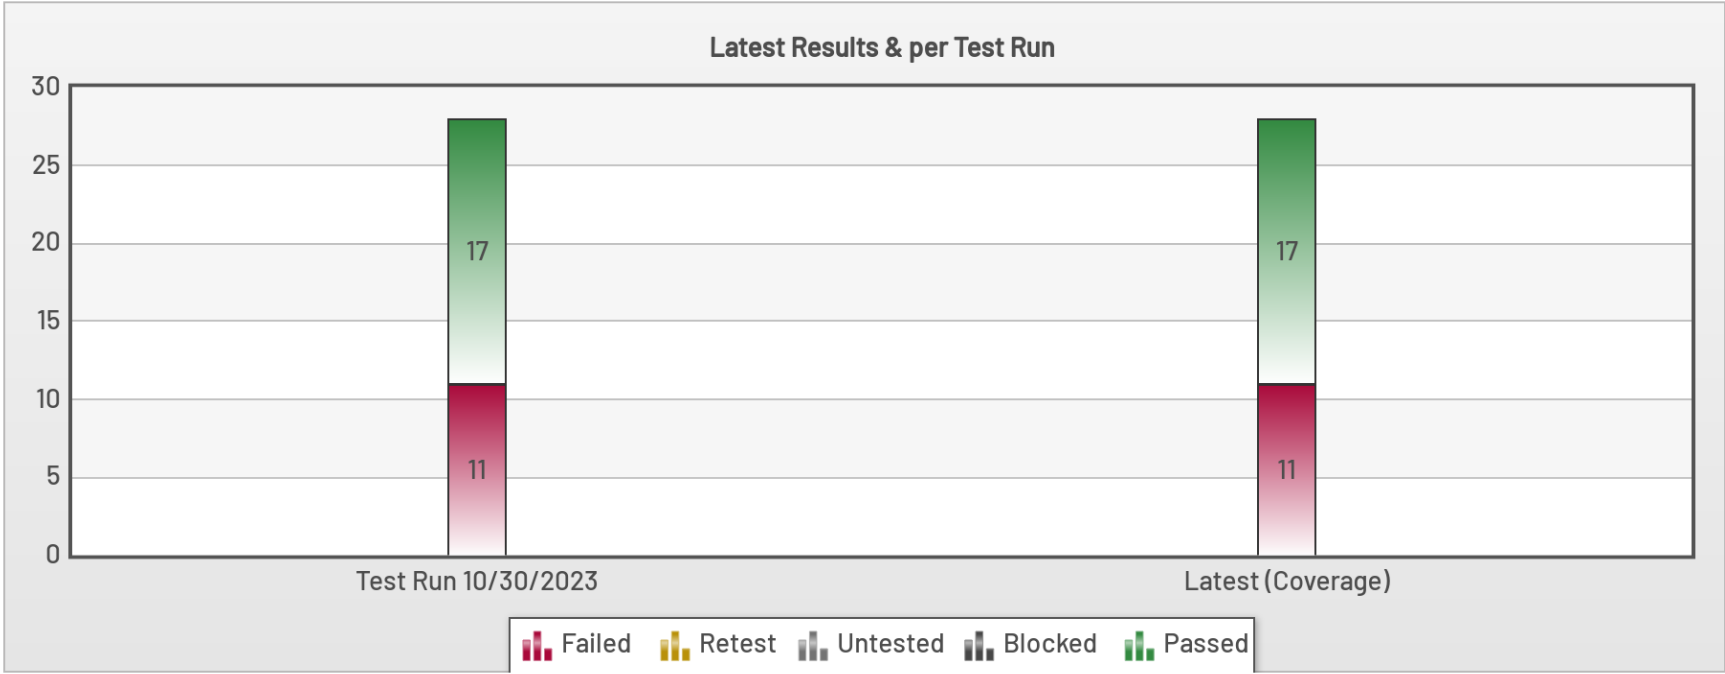 Latest Results & per Test Run
30
25
20
15
10
5
0
17
17
11
11
Test Run 10/30/2023
Latest (Coverage)
Failed Retest Untested Blocked Passed